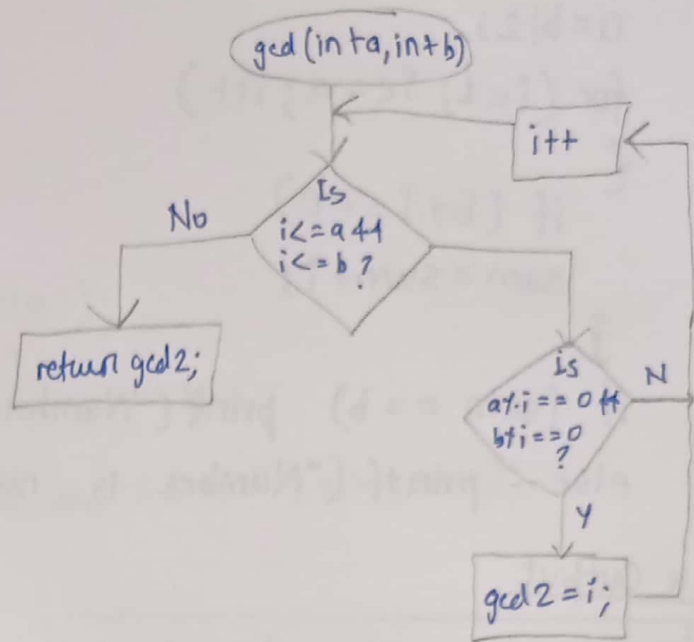 gcd (int a, int b)
i++
Is
i<=a &&
i<=b ?
No
return gcd2;
is
a%i==0 &&
b%i==0
?
N
Y
gcd2=i;